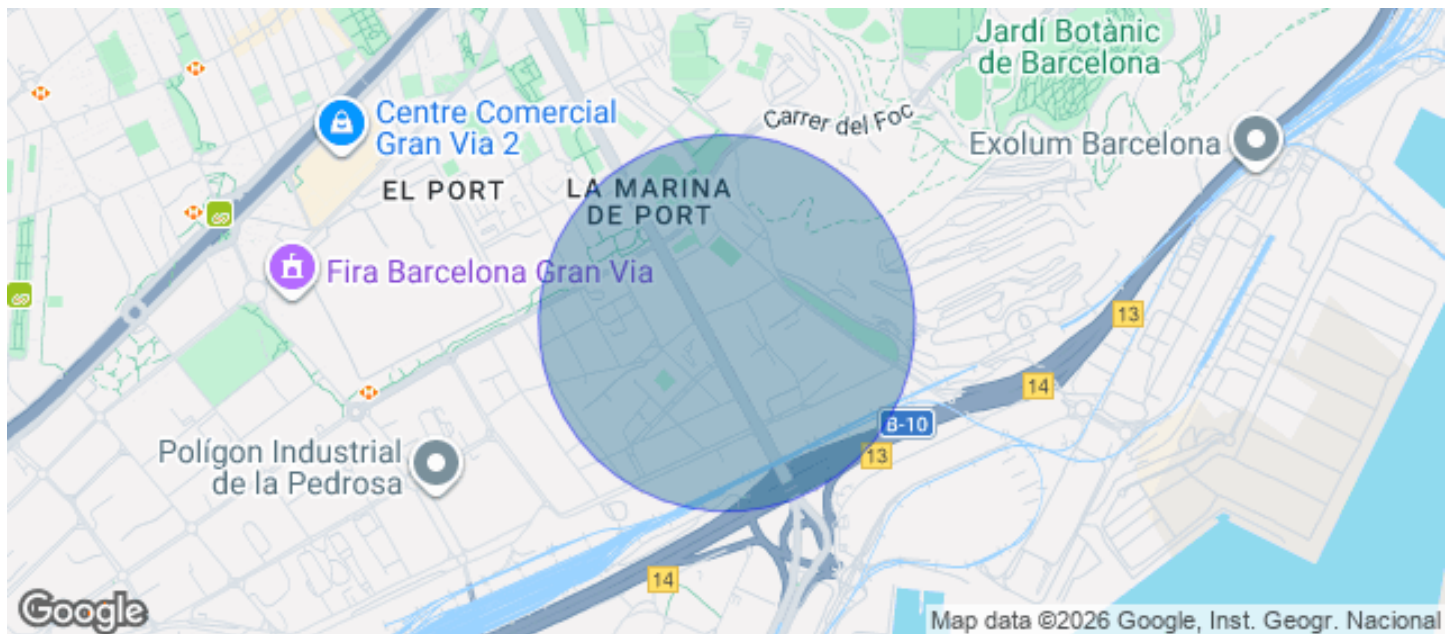 Jardí Botànic
de Barcelona
Carrer del Foc
Centre Comercial
Gran Via 2
Exolum Barcelona
EL PORT
LA MARINA
DE PORT
Fira Barcelona Gran Via
13
14
B-10
13
Polígon Industrial
de la Pedrosa
14
Google
Map data ©2026 Google, Inst. Geogr. Nacional